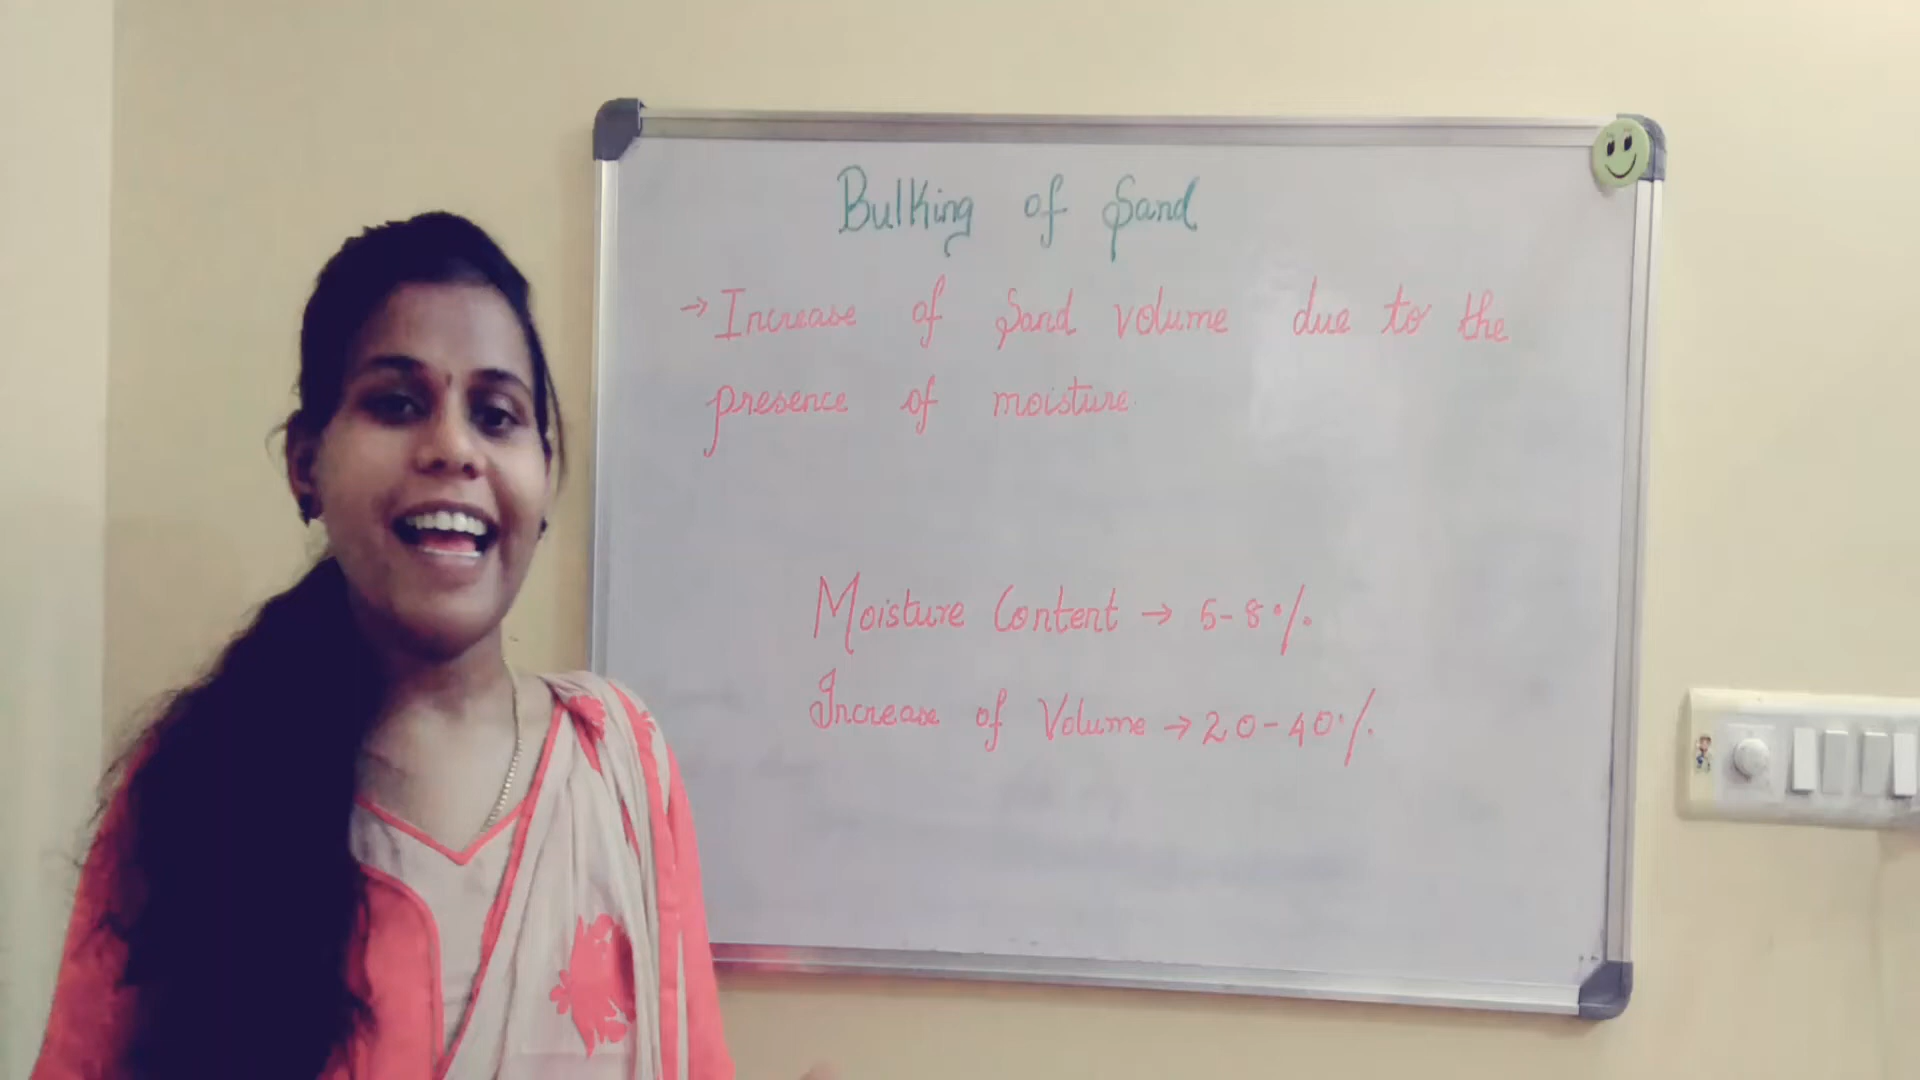 Bulking of Sand
→ Increase of Sand volume due to the
presence of moisture.
Moisture Content → 5-8%.
Increase of Volume → 20-40%.